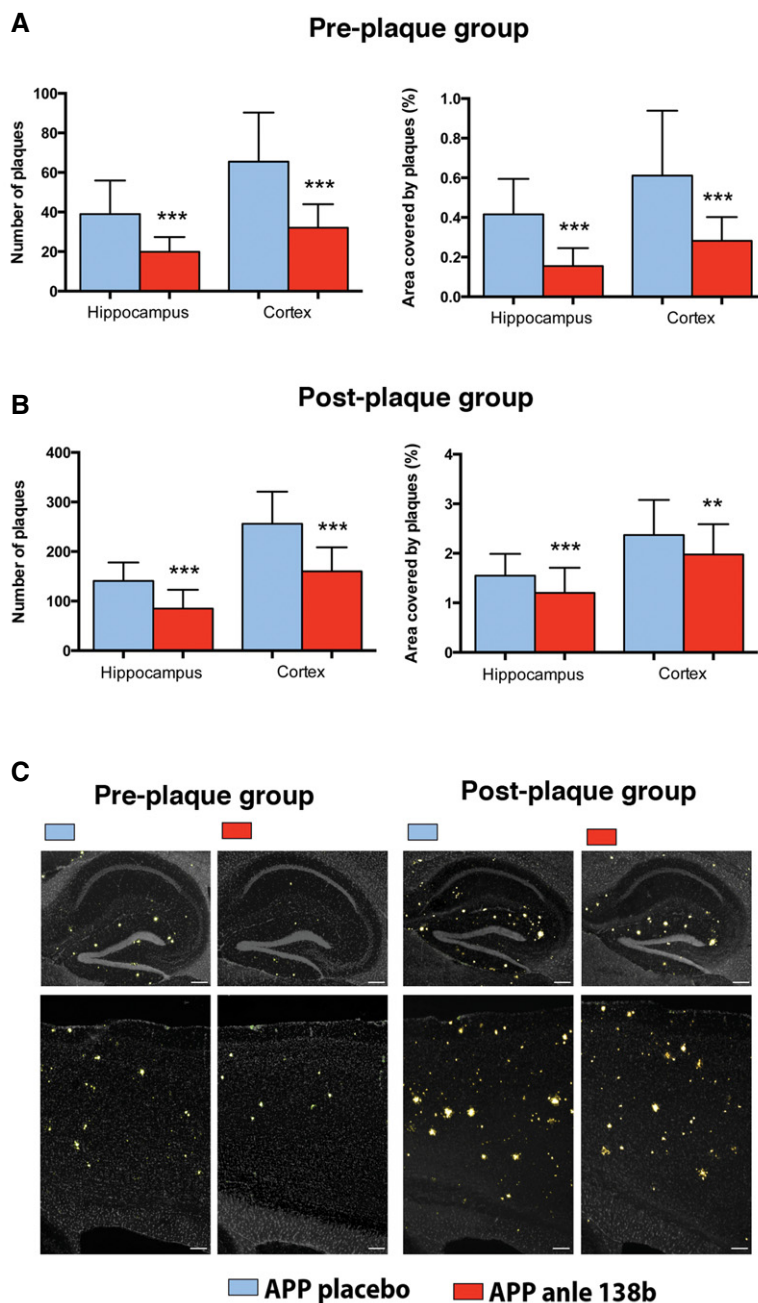 A
Pre-plaque group
Number of plaques
100
80
60
40
20
0
***
***
Hippocampus
Cortex
Area covered by plaques (%)
1.0
0.8
0.6
0.4
0.2
0.0
***
***
Hippocampus
Cortex
B
Post-plaque group
Number of plaques
400
300
200
100
0
***
***
Hippocampus
Cortex
Area covered by plaques (%)
4
3
2
1
0
***
**
Hippocampus
Cortex
C
Pre-plaque group
Post-plaque group
APP placebo
APP anle 138b